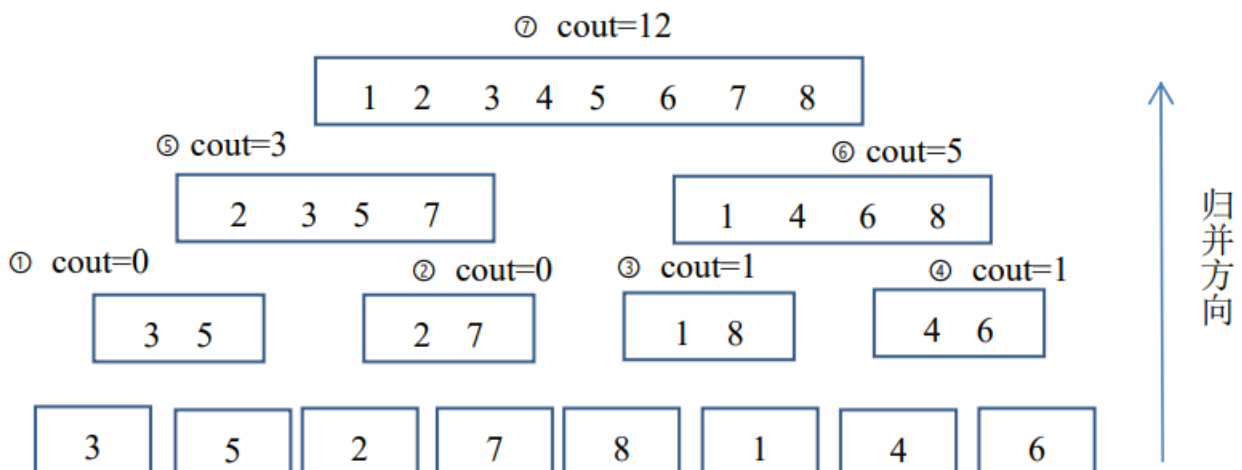 ⑦ cout=12
1 2 3 4 5 6 7 8
⑤ cout=3
⑥ cout=5
2 3 5 7
1 4 6 8
① cout=0
② cout=0
③ cout=1
④ cout=1
3 5
2 7
1 8
4 6
3 5 2 7 8 1 4 6
归并方向